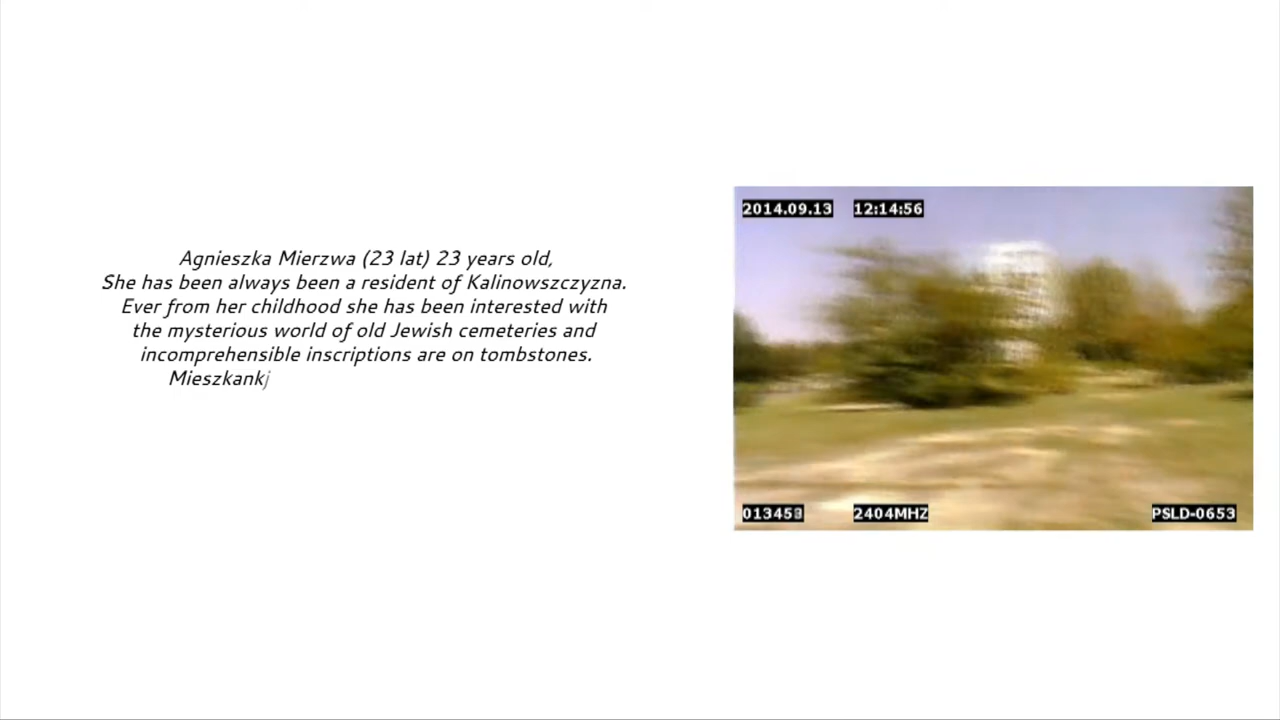 Agnieszka Mierzwa (23 lat) 23 years old,
She has been always been a resident of Kalinowszczyzna.
Ever from her childhood she has been interested with
the mysterious world of old Jewish cemeteries and
incomprehensible inscriptions are on tombstones.
Mieszkankj
2014.09.13 12:14:56
2404MHZ PSLD-0653